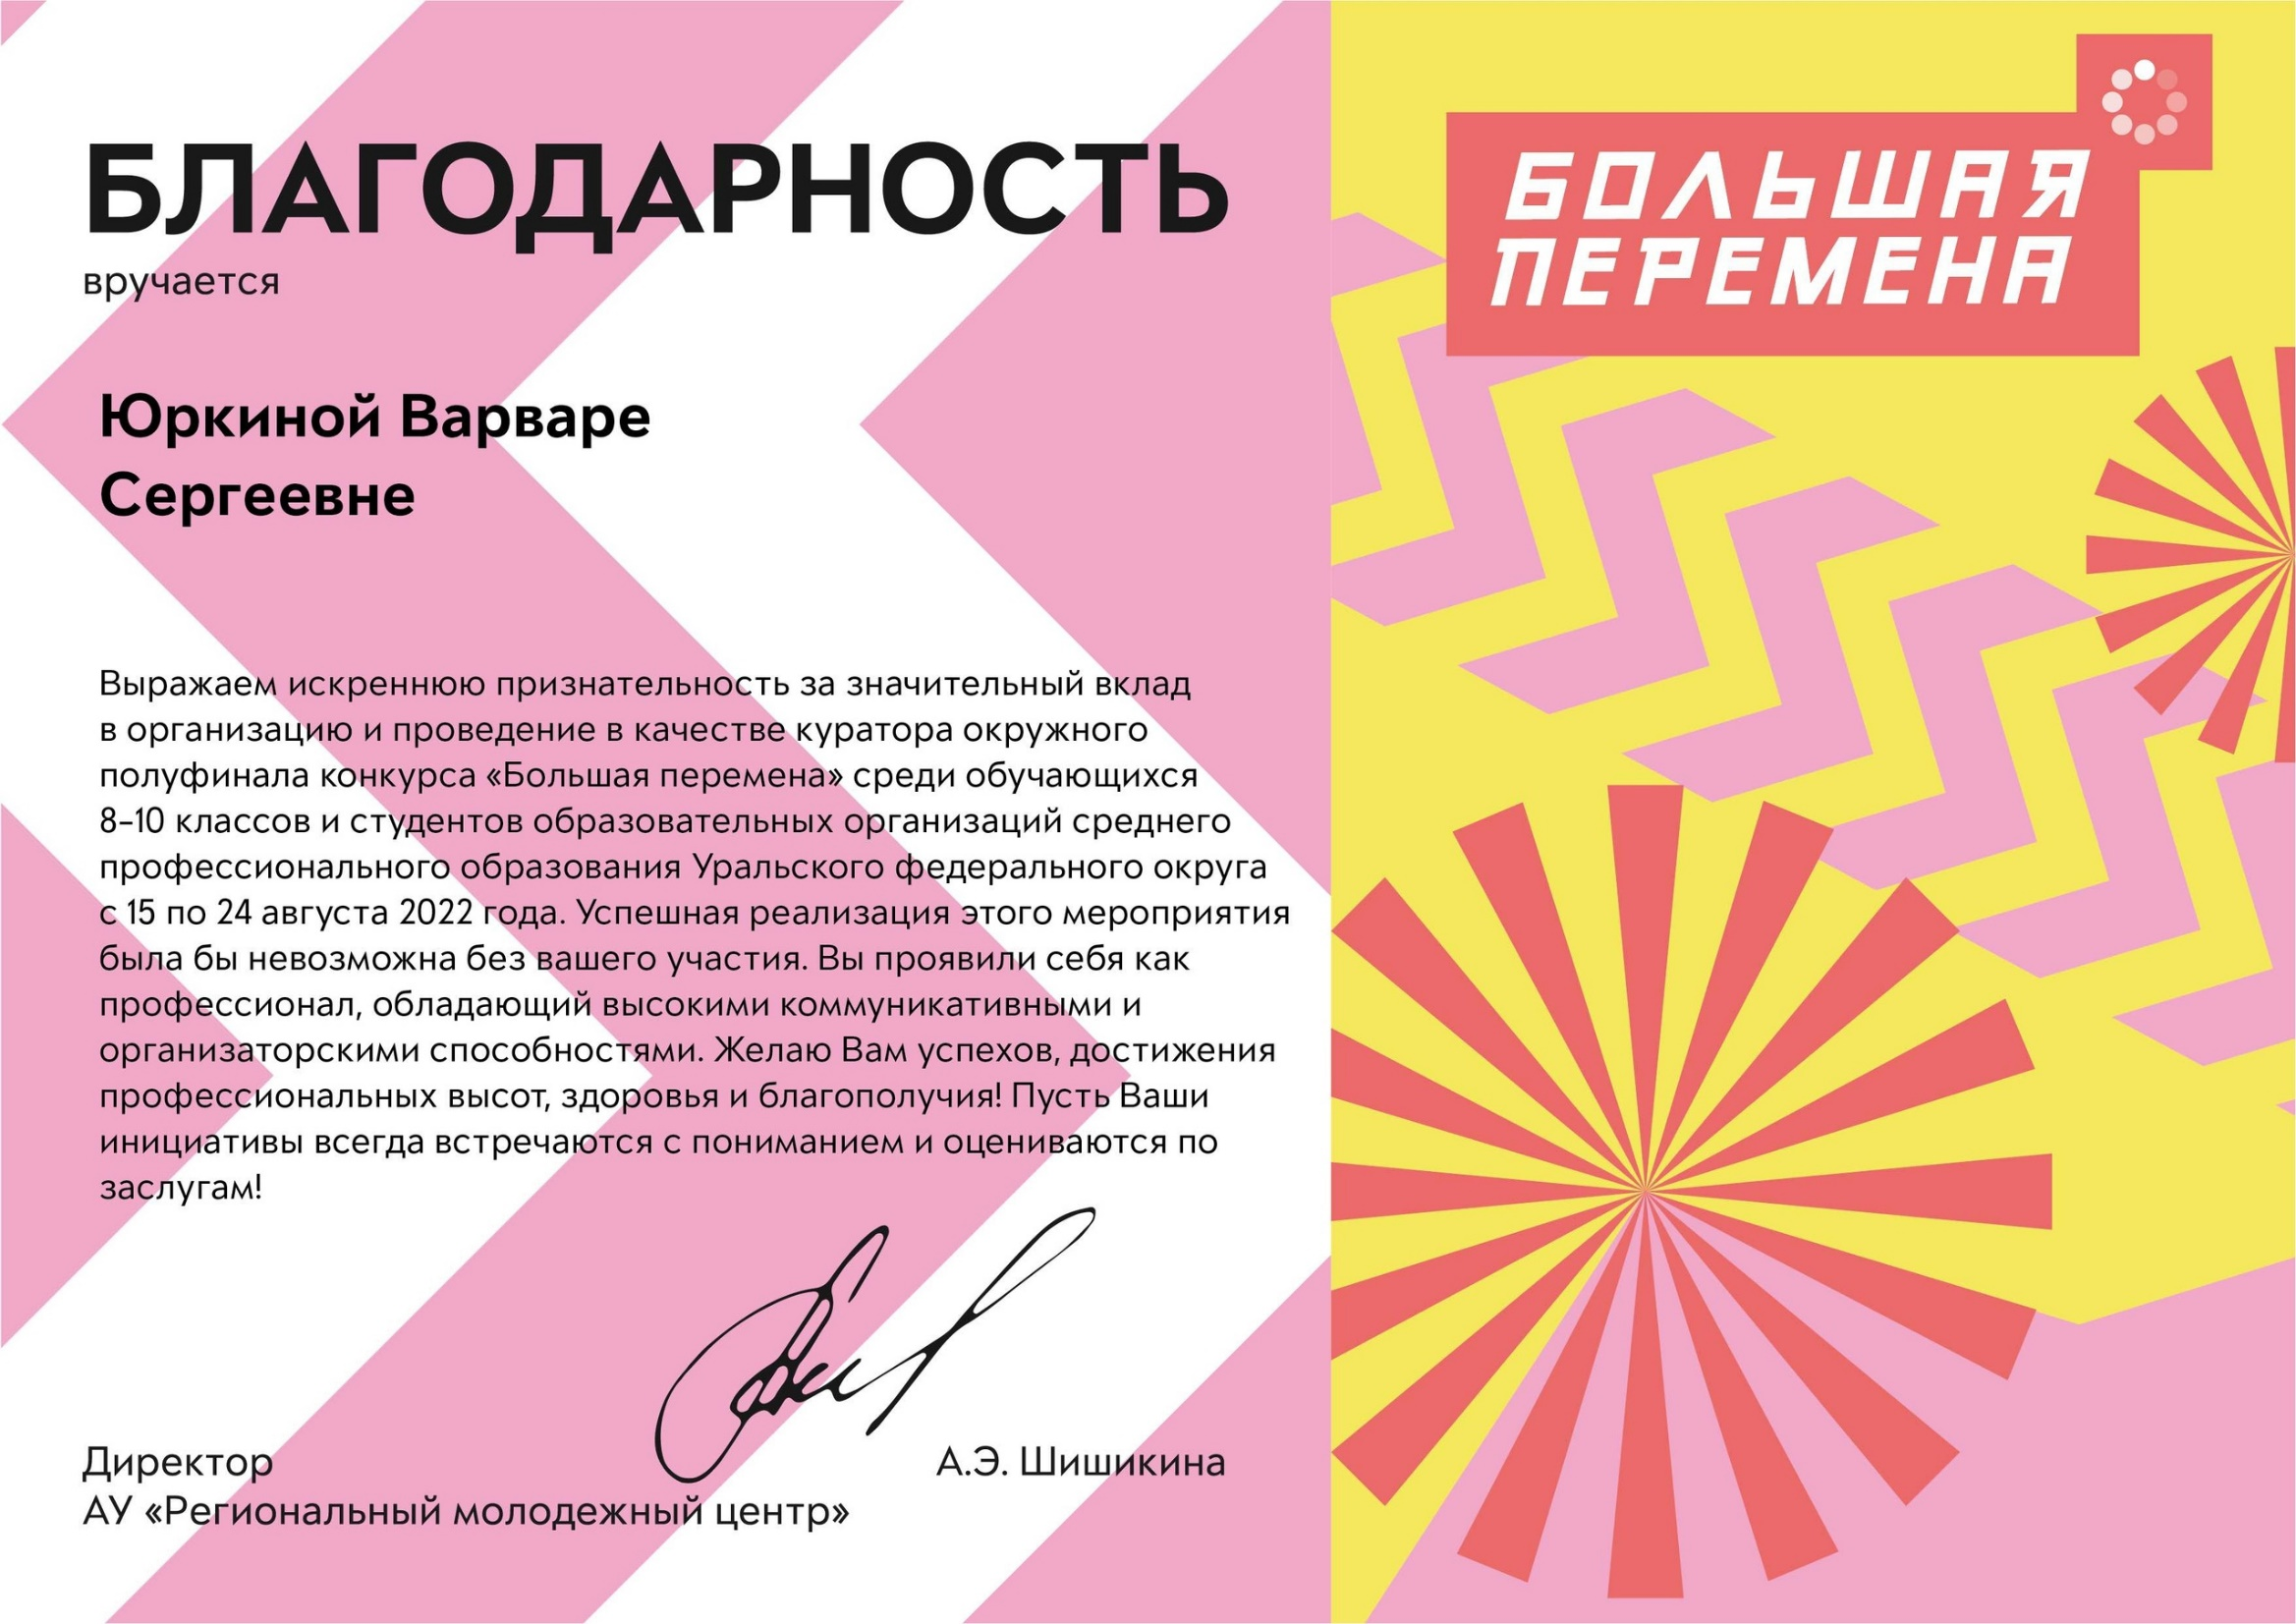 БЛАГОДАРНОСТЬ
вручается
Юркиной Варваре
Сергеевне
Выражаем искреннюю признательность за значительный вклад
в организацию и проведение в качестве куратора окружного
полуфинала конкурса «Большая перемена» среди обучающихся
8-10 классов и студентов образовательных организаций среднего
профессионального образования Уральского федерального округа
с 15 по 24 августа 2022 года. Успешная реализация этого мероприятия
была бы невозможна без вашего участия. Вы проявили себя как
профессионал, обладающий высокими коммуникативными и
организаторскими способностями. Желаю Вам успехов, достижения
профессиональных высот, здоровья и благополучия! Пусть Ваши
инициативы всегда встречаются с пониманием и оцениваются по
заслугам!
Директор
АУ «Региональный молодежный центр»
А.Э. Шишикина
БОЛЬШАЯ
ПЕРЕМЕНА